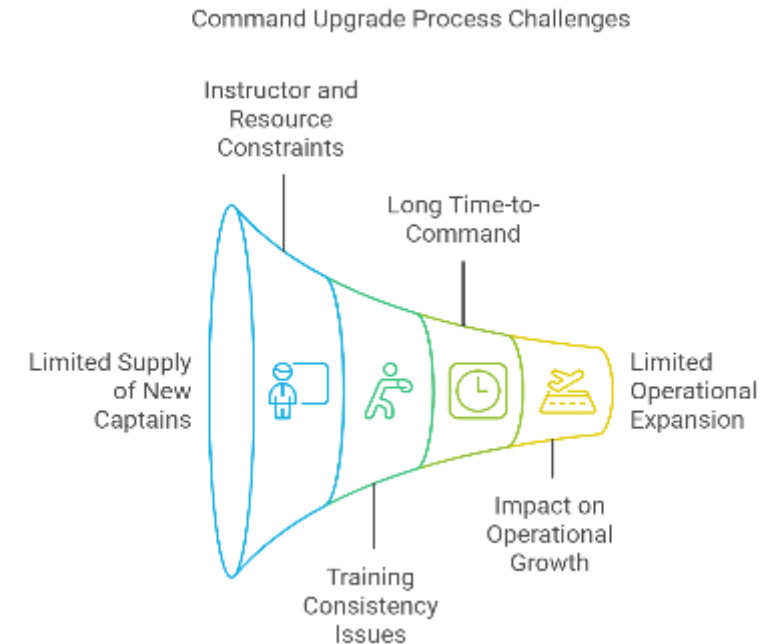 Command Upgrade Process Challenges
Instructor and
Resource
Constraints
Long Time-to-
Command
Limited Supply
of New
Captains
Limited
Operational
Expansion
Impact on
Operational
Growth
Training
Consistency
Issues